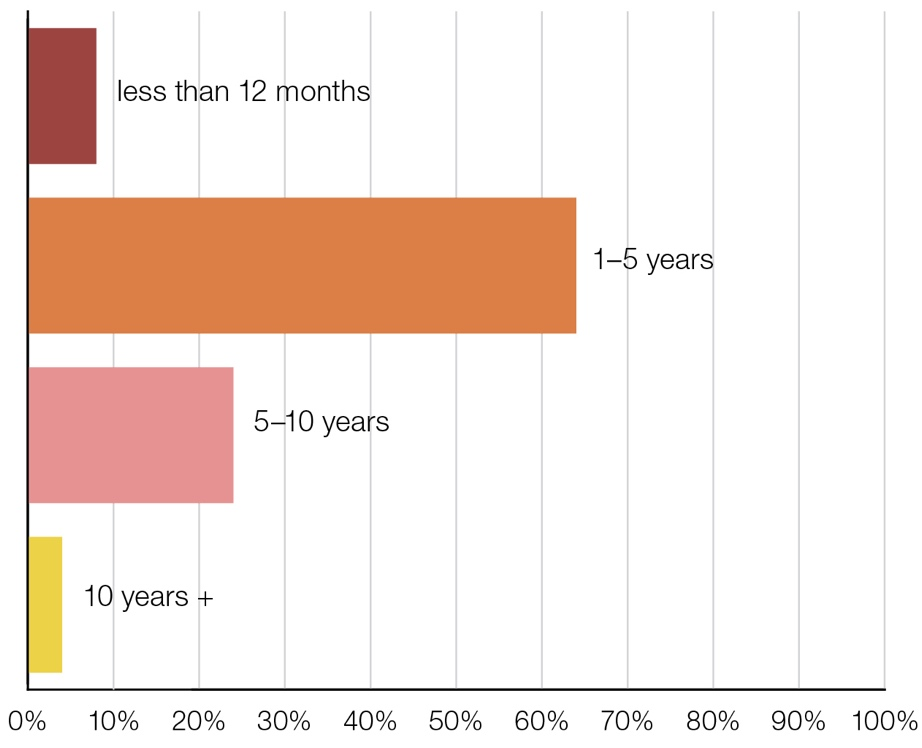 less than 12 months
1–5 years
5–10 years
10 years +
0% 10% 20% 30% 40% 50% 60% 70% 80% 90% 100%